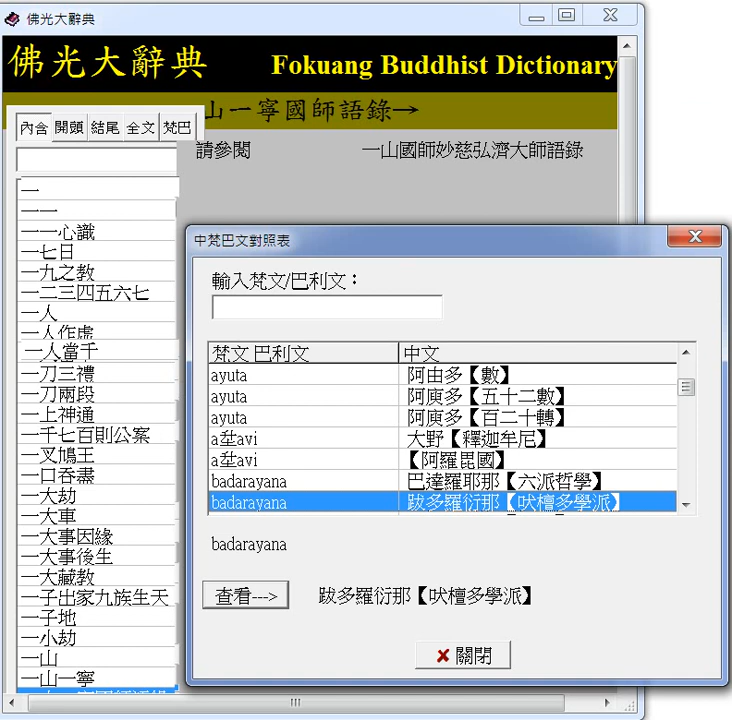 佛光大辭典
佛光大辭典 Fokuang Buddhist Dictionary
山一寧國師語錄→
內含 開頭 結尾 全文 梵巴
請參閱 一山國師妙慈弘濟大師語錄
一
一一
一一心識
一七日
一九之教
一二三四五六七
一人
一人作虛
一人當千
一刀三禮
一刀兩段
一上神通
一千七百則公案
一叉鳩王
一口吞盡
一大劫
一大車
一大事因緣
一大事後生
一大藏教
一子出家九族生天
一子地
一小劫
一山
一山一寧
中梵巴文對照表
輸入梵文/巴利文：
梵文 巴利文 中文
ayuta 阿由多【數】
ayuta 阿庾多【五十二數】
ayuta 阿庾多【百二十轉】
a坴avi 大野【釋迦牟尼】
a坴avi 【阿羅毘國】
badarayana 巴達羅耶那【六派哲學】
badarayana 跋多羅衍那【吠檀多學派】
badarayana
查看---> 跋多羅衍那【吠檀多學派】
關閉